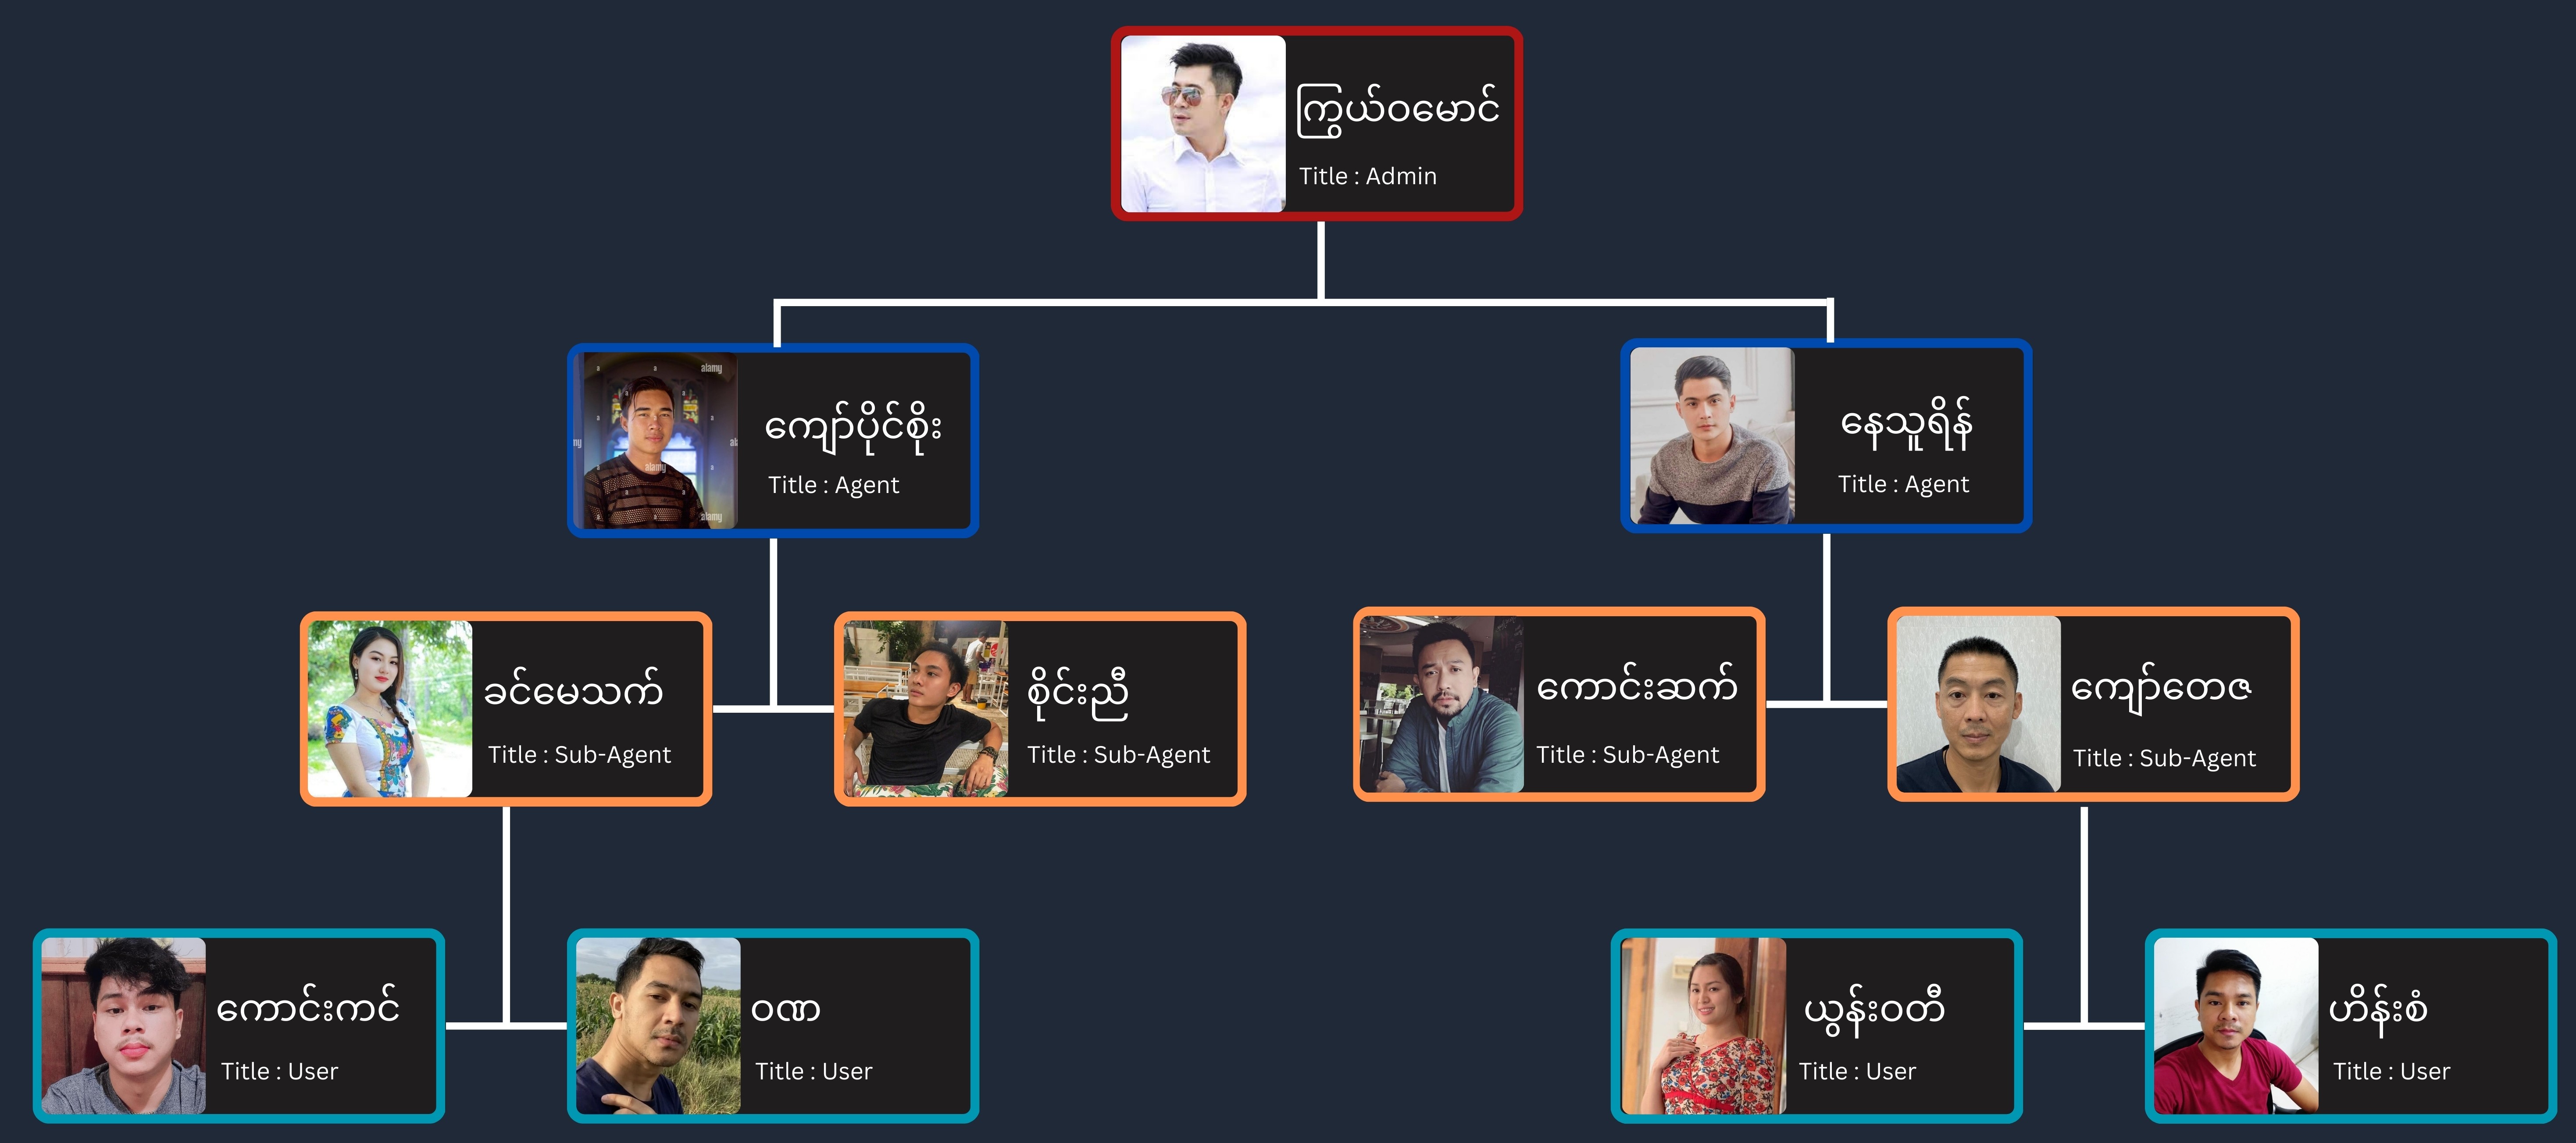 ကြွယ်ဝမောင်
Title : Admin
ကျော်ပိုင်စိုး
Title : Agent
နေသူရိန်
Title : Agent
ခင်မေသက်
Title : Sub-Agent
စိုင်းညီ
Title : Sub-Agent
ကောင်းဆက်
Title : Sub-Agent
ကျော်တေဇ
Title : Sub-Agent
ကောင်းကင်
Title : User
ဝဏ
Title : User
ယွန်းဝတီ
Title : User
ဟိန်းစံ
Title : User
alamy
alamy
alamy